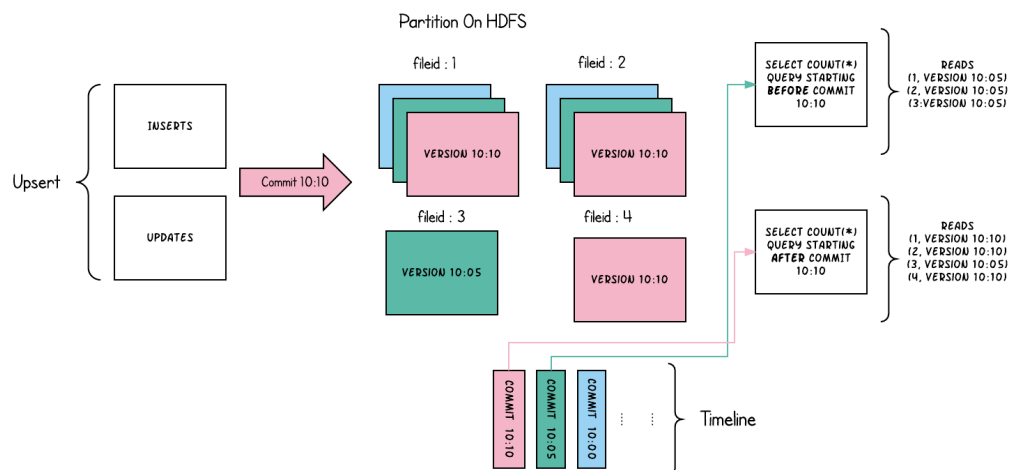 Partition On HDFS
Upsert
INSERTS
UPDATES
Commit 10:10
fileid : 1
VERSION 10:10
fileid : 2
VERSION 10:10
fileid : 3
VERSION 10:05
fileid : 4
VERSION 10:10
SELECT COUNT(*)
QUERY STARTING
BEFORE COMMIT
10:10
READS
(1, VERSION 10:05)
(2, VERSION 10:05)
(3:VERSION 10:05)
SELECT COUNT(*)
QUERY STARTING
AFTER COMMIT
10:10
READS
(1, VERSION 10:10)
(2, VERSION 10:10)
(3, VERSION 10:05)
(4, VERSION 10:10)
COMMIT 10:10
COMMIT 10:05
COMMIT 10:00
Timeline